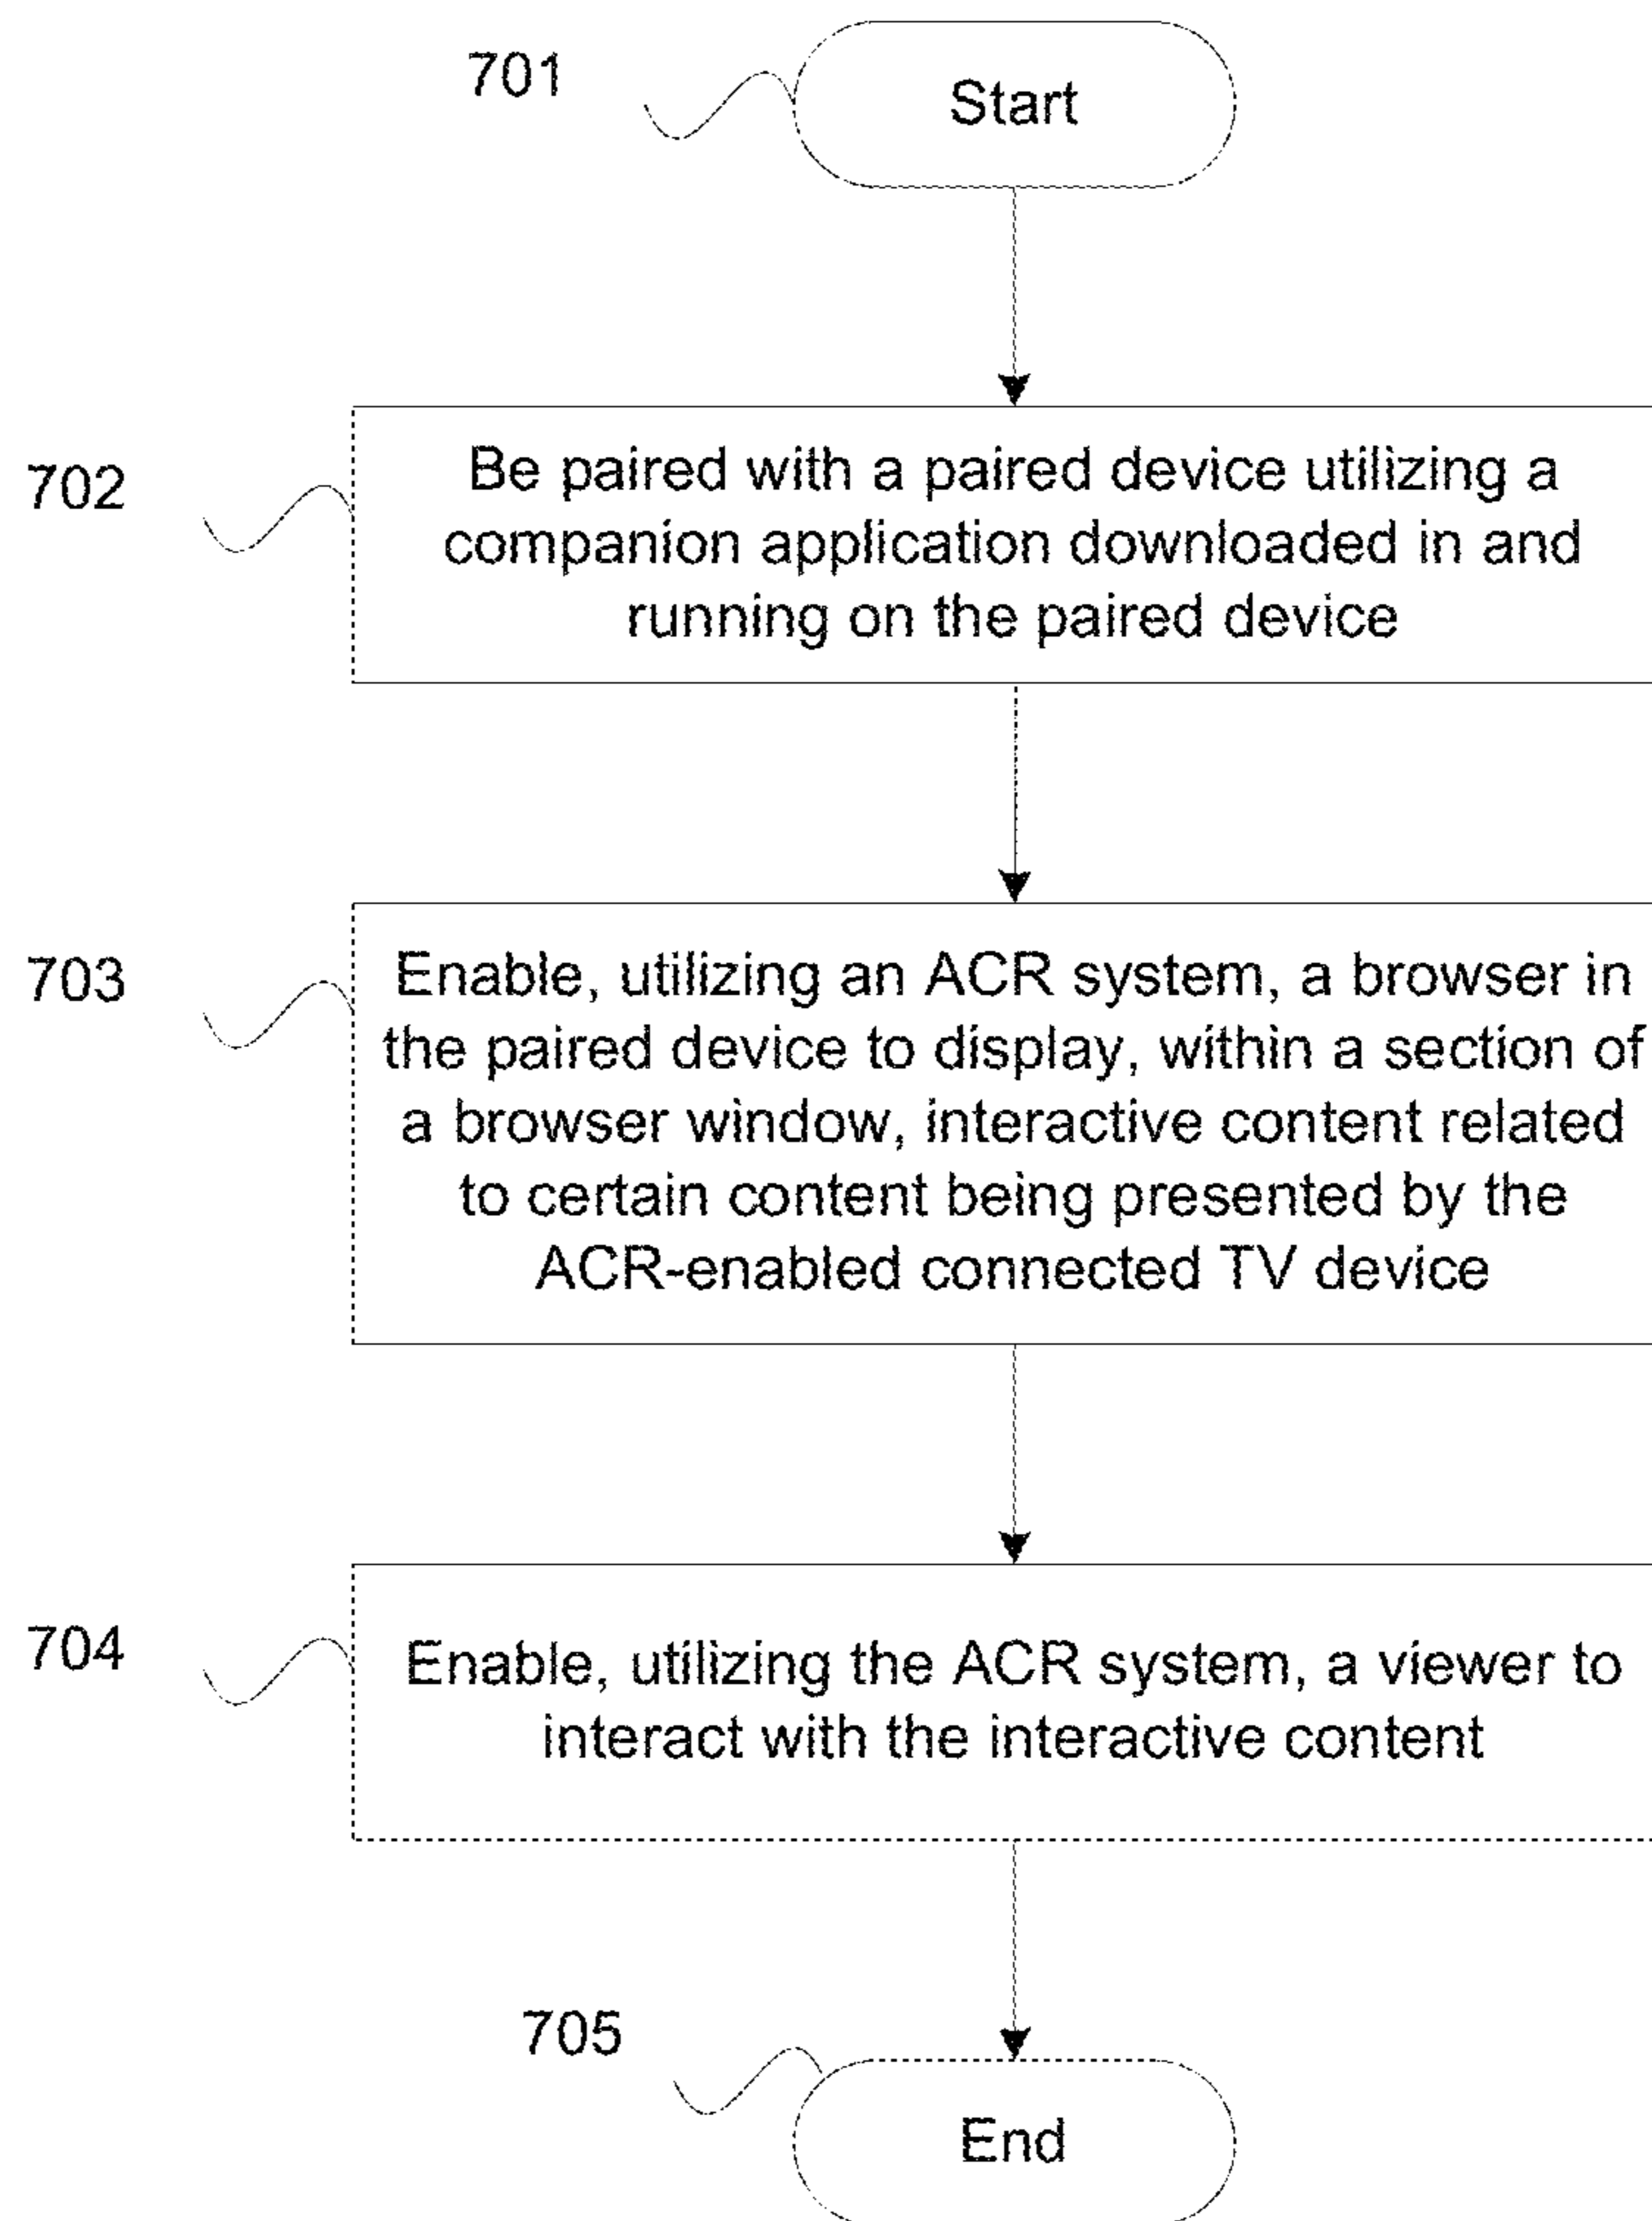 701
Start
702
Be paired with a paired device utilizing a
companion application downloaded in and
running on the paired device
703
Enable, utilizing an ACR system, a browser in
the paired device to display, within a section of
a browser window, interactive content related
to certain content being presented by the
ACR-enabled connected TV device
704
Enable, utilizing the ACR system, a viewer to
interact with the interactive content
705
End